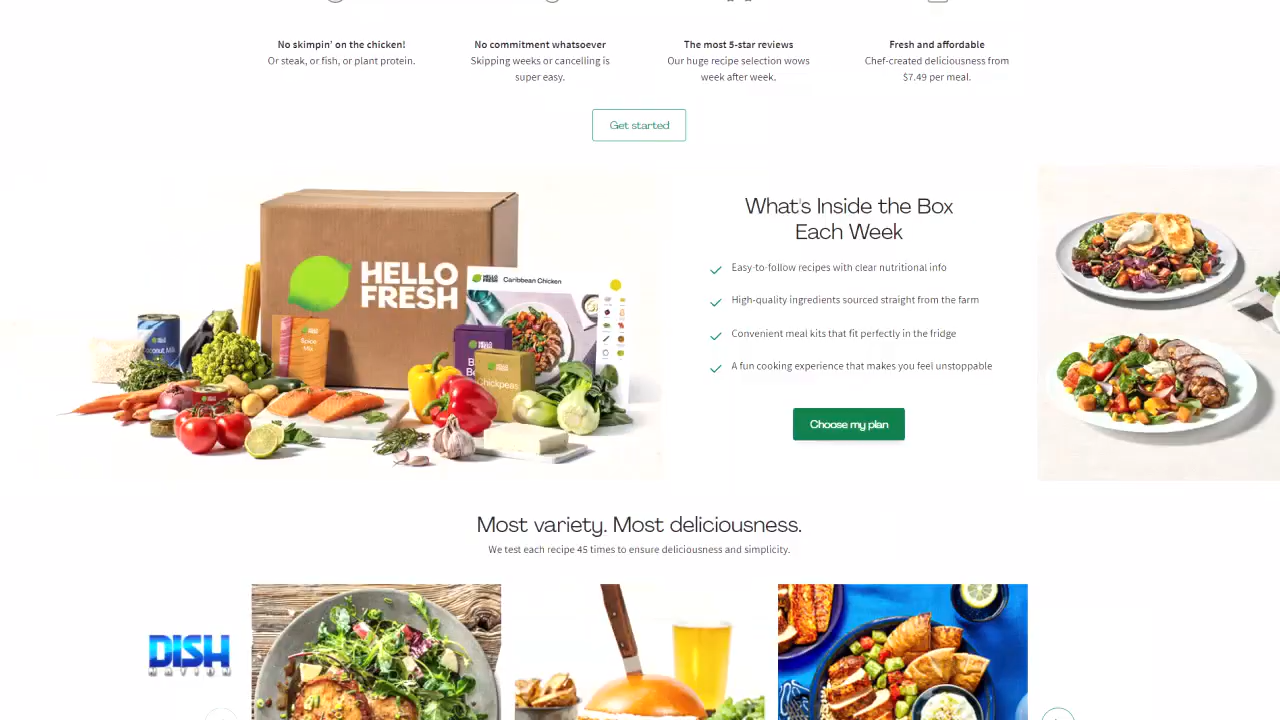 No skimpin' on the chicken!
Or steak, or fish, or plant protein.
No commitment whatsoever
Skipping weeks or cancelling is
super easy.
The most 5-star reviews
Our huge recipe selection wows
week after week.
Fresh and affordable
Chef-created deliciousness from
$7.49 per meal.
Get started
HELLO
FRESH
HELLO
FRESH
Caribbean Chicken
Spice
Mix
Chickpeas
What's Inside the Box
Each Week
Easy-to-follow recipes with clear nutritional info
High-quality ingredients sourced straight from the farm
Convenient meal kits that fit perfectly in the fridge
A fun cooking experience that makes you feel unstoppable
Choose my plan
Most variety. Most deliciousness.
We test each recipe 45 times to ensure deliciousness and simplicity.
DISH
NATION